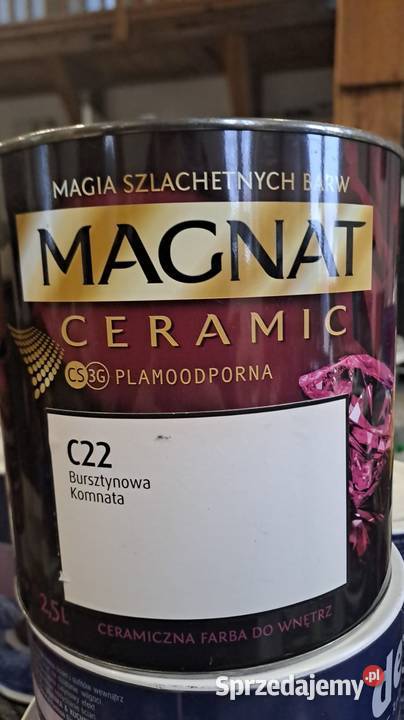 MAGIA SZLACHETNYCH BARW
MAGNAT
CERAMIC
CS 3G PLAMOODPORNA
C22
Bursztynowa
Komnata
2,5L
CERAMICZNA FARBA DO WNĘTRZ
Sprzedajemy.pl